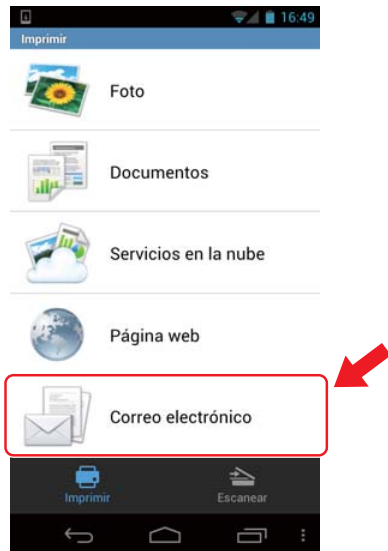 16:49
Imprimir
Foto
Documentos
Servicios en la nube
Página web
Correo electrónico
Imprimir
Escanear